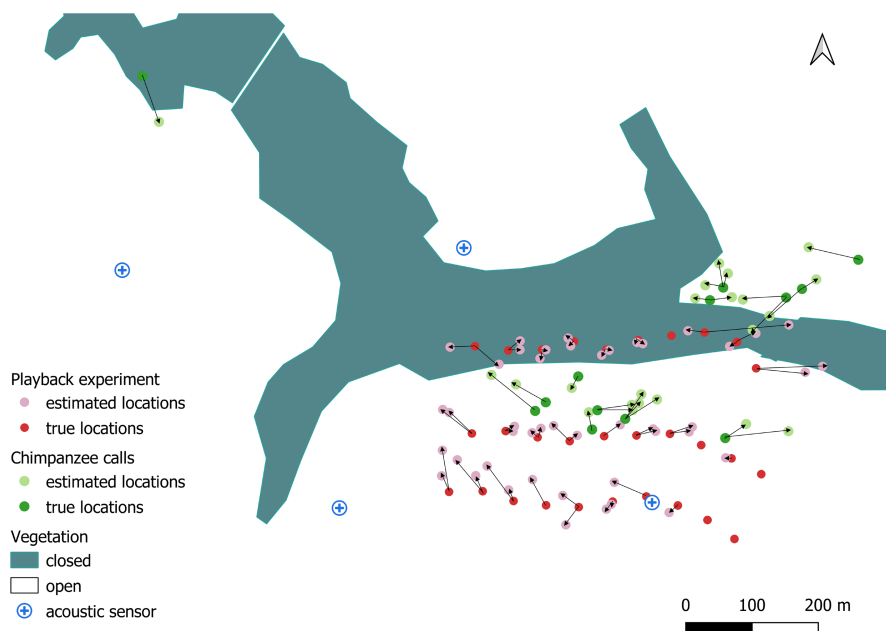 Playback experiment
estimated locations
true locations
Chimpanzee calls
estimated locations
true locations
Vegetation
closed
open
acoustic sensor
0 100 200 m